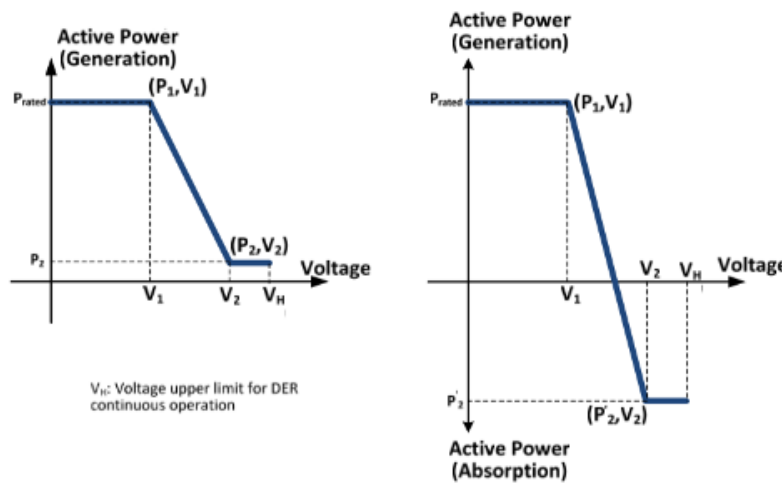 Active Power
(Generation)
Prated
(P1,V1)
P2
(P2,V2)
Voltage
V1
V2
VH
VH: Voltage upper limit for DER
continuous operation
Active Power
(Generation)
Prated
(P1,V1)
V2
VH
Voltage
V1
P'2
(P'2,V2)
Active Power
(Absorption)